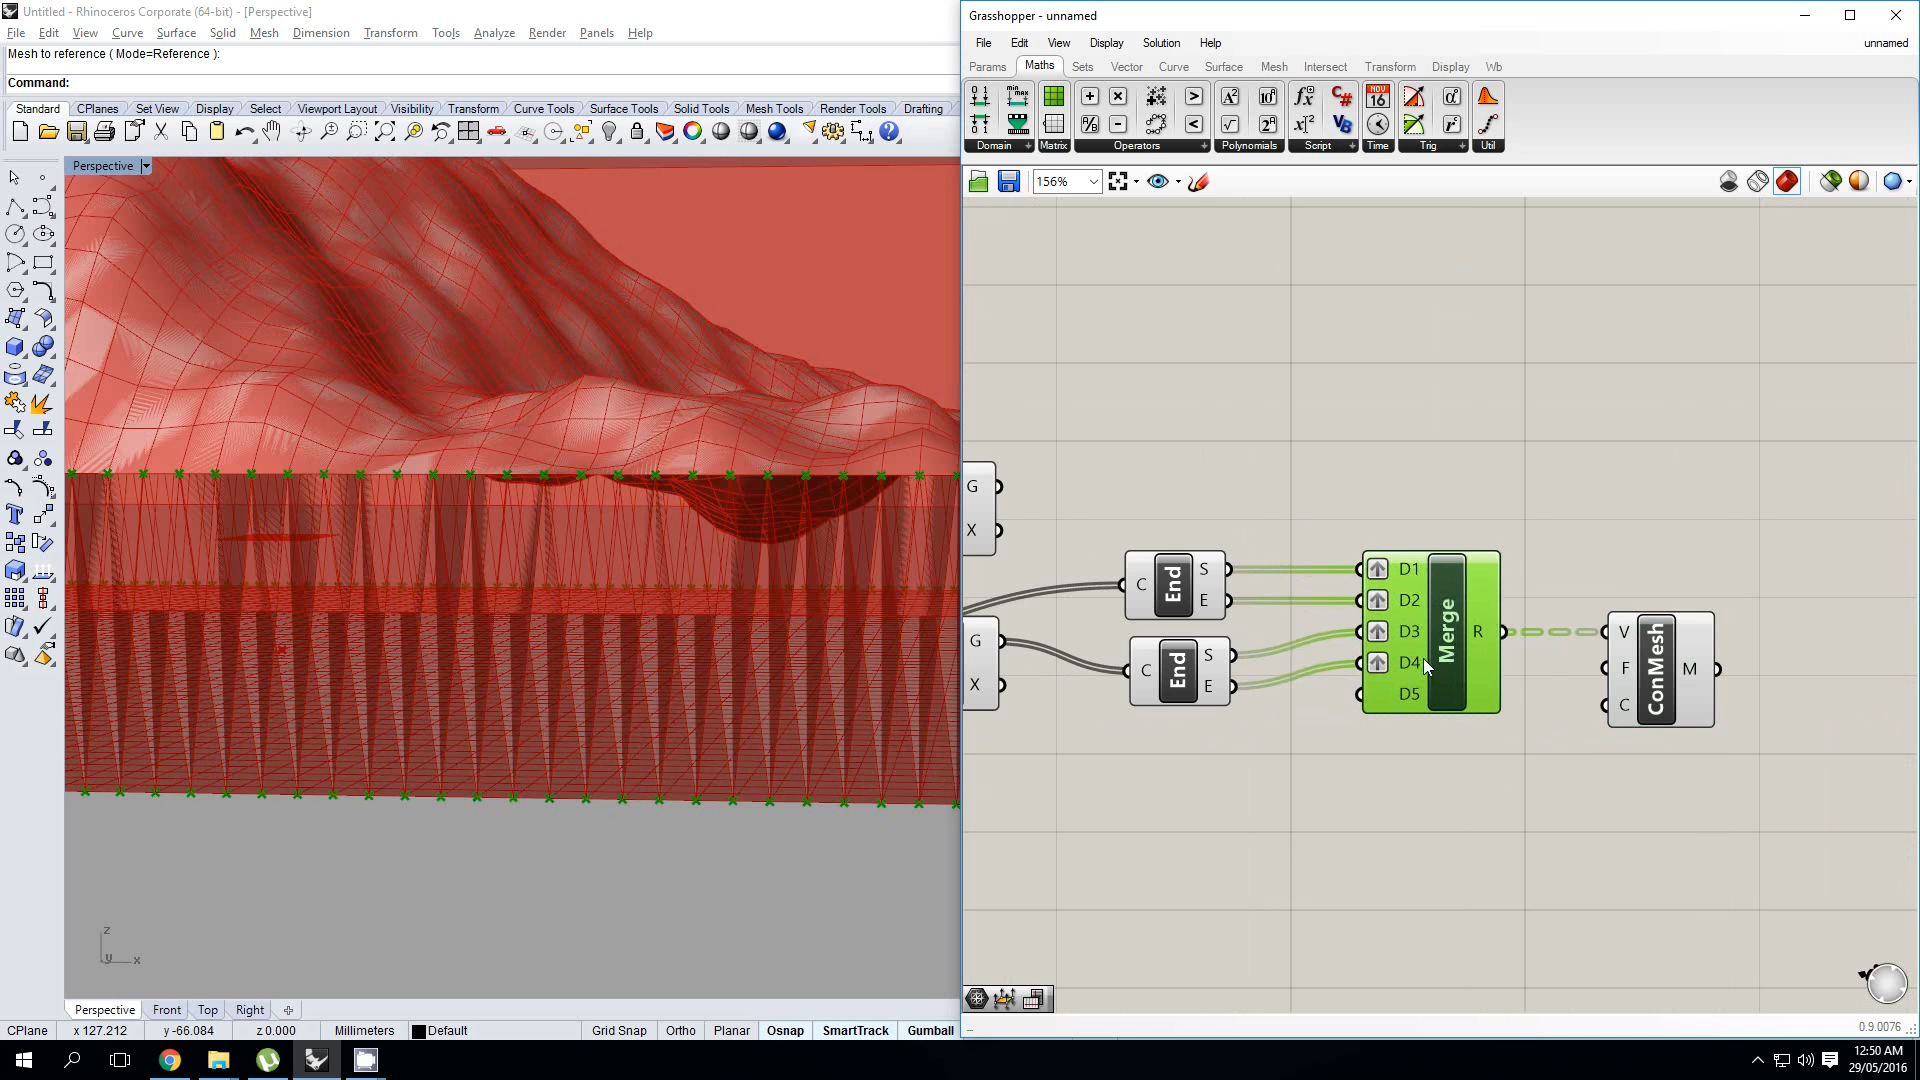 Untitled - Rhinoceros Corporate (64-bit) - [Perspective]
File Edit View Curve Surface Solid Mesh Dimension Transform Tools Analyze Render Panels Help
Mesh to reference ( Mode=Reference ):
Command:
Standard CPlanes Set View Display Select Viewport Layout Visibility Transform Curve Tools Surface Tools Solid Tools Mesh Tools Render Tools Drafting
Perspective
z
y x
Perspective Front Top Right
CPlane x 127.212 y -66.084 z 0.000 Millimeters Default Grid Snap Ortho Planar Osnap SmartTrack Gumball
Grasshopper - unnamed
File Edit View Display Solution Help unnamed
Params Maths Sets Vector Curve Surface Mesh Intersect Transform Display Wb
Domain Matrix Operators Polynomials Script Time Trig Util
NOV
16
156%
G
X
C End S
E
D1
D2
D3
D4
D5
Merge
R
G
X
C End S
E
V
F
C
ConMesh
M
0.9.0076
12:50 AM
29/05/2016